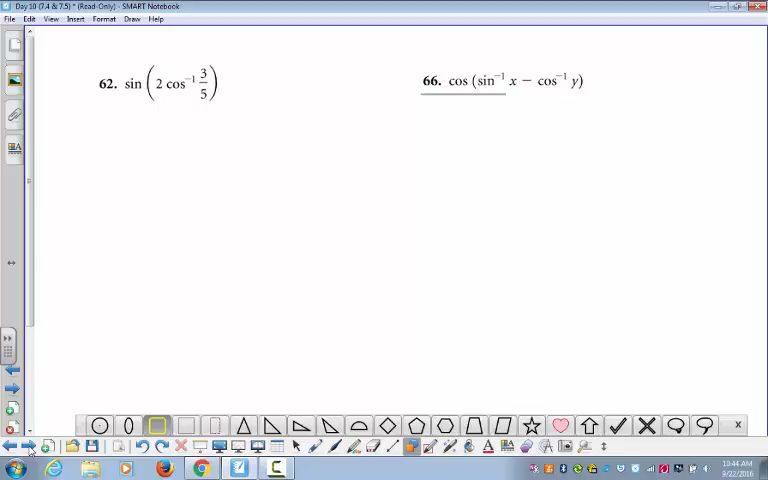 Day 10 (7.4 & 7.5) * (Read-Only) - SMART Notebook
File Edit View Insert Format Draw Help
62. sin (2 cos⁻¹ 3/5)
66. cos (sin⁻¹ x − cos⁻¹ y)
10:44 AM
9/22/2016